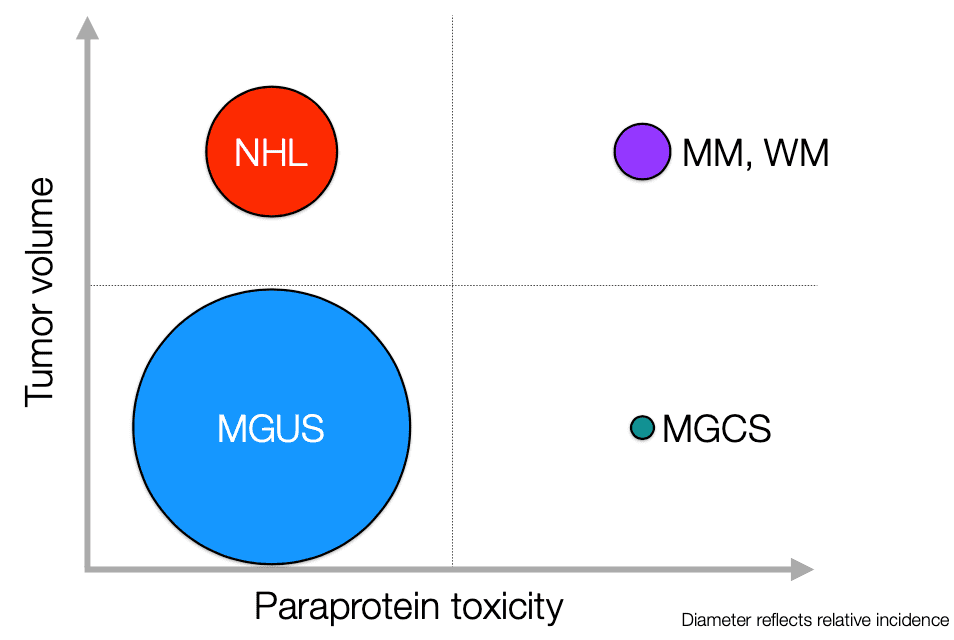 NHL
MM, WM
Tumor volume
MGUS
MGCS
Paraprotein toxicity
Diameter reflects relative incidence